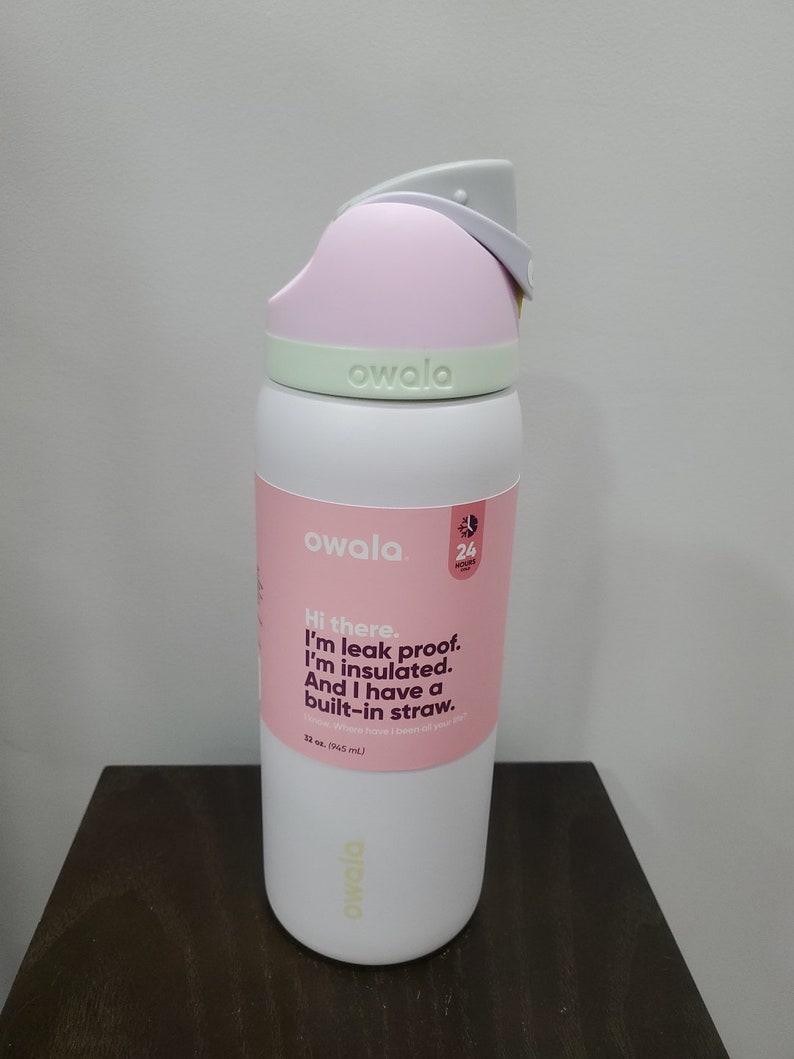 owala
owala
24
HOURS
COLD
Hi there.
I'm leak proof.
I'm insulated.
And I have a
built-in straw.
I know. Where have I been all your life?
32 oz. (945 mL)
owala